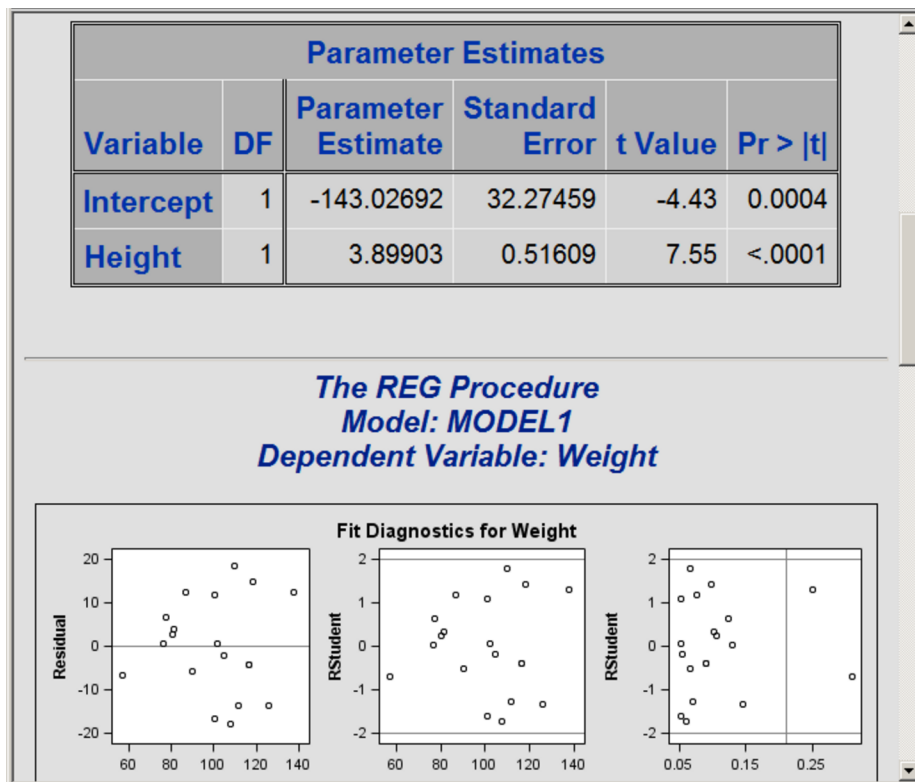 Parameter Estimates
Variable DF Parameter Estimate Standard Error t Value Pr > |t|
Intercept 1 -143.02692 32.27459 -4.43 0.0004
Height 1 3.89903 0.51609 7.55 <.0001
The REG Procedure
Model: MODEL1
Dependent Variable: Weight
Fit Diagnostics for Weight
Residual
20
10
0
-10
-20
60 80 100 120 140
RStudent
2
1
0
-1
-2
60 80 100 120 140
RStudent
2
1
0
-1
-2
0.05 0.15 0.25